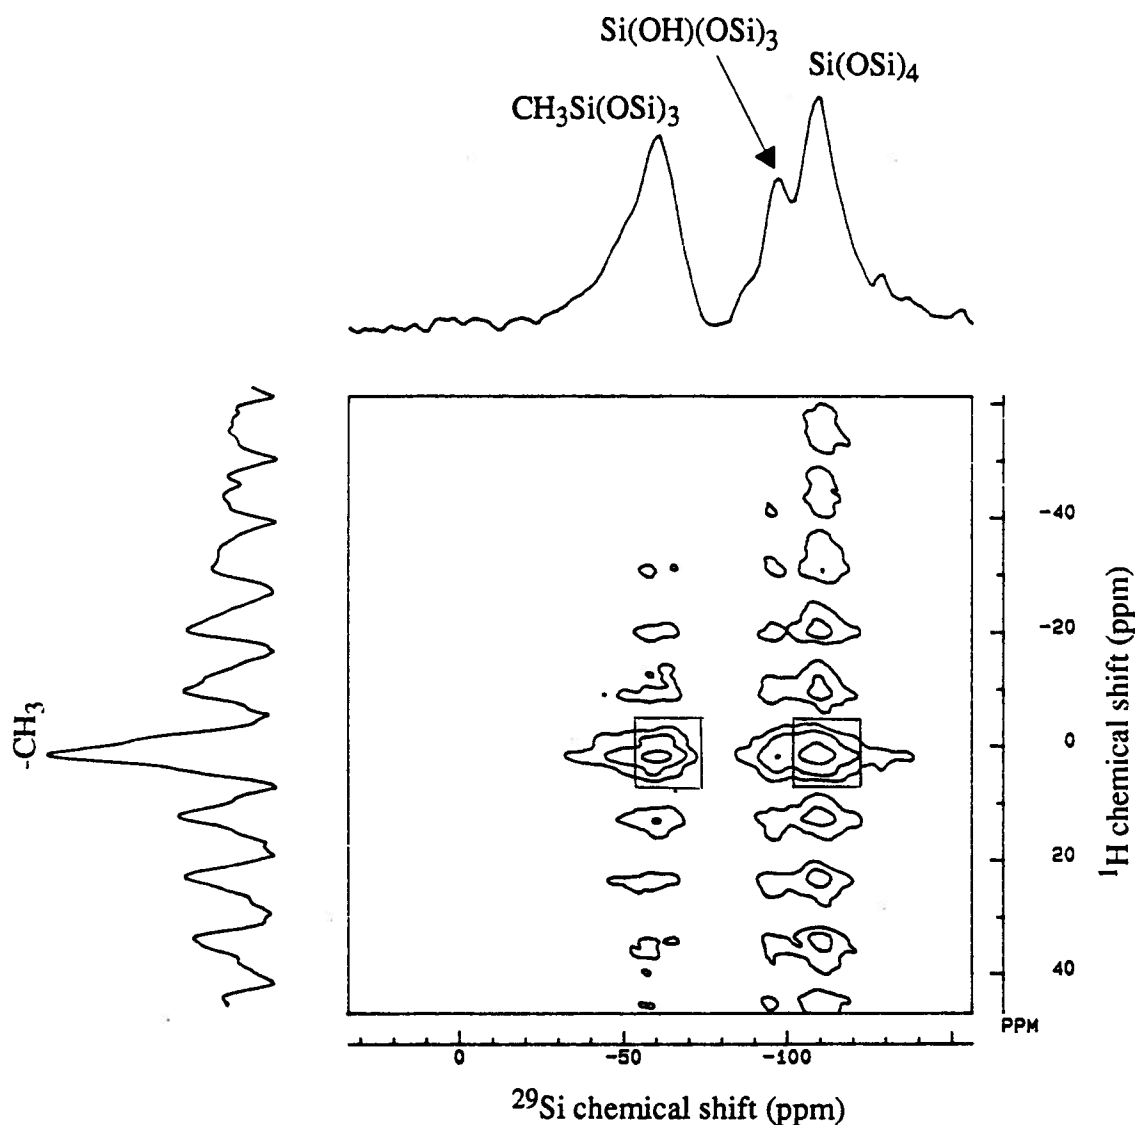 Si(OH)(OSi)3
Si(OSi)4
CH3Si(OSi)3
-CH3
-40
-20
0
20
40
PPM
1H chemical shift (ppm)
0
-50
-100
29Si chemical shift (ppm)